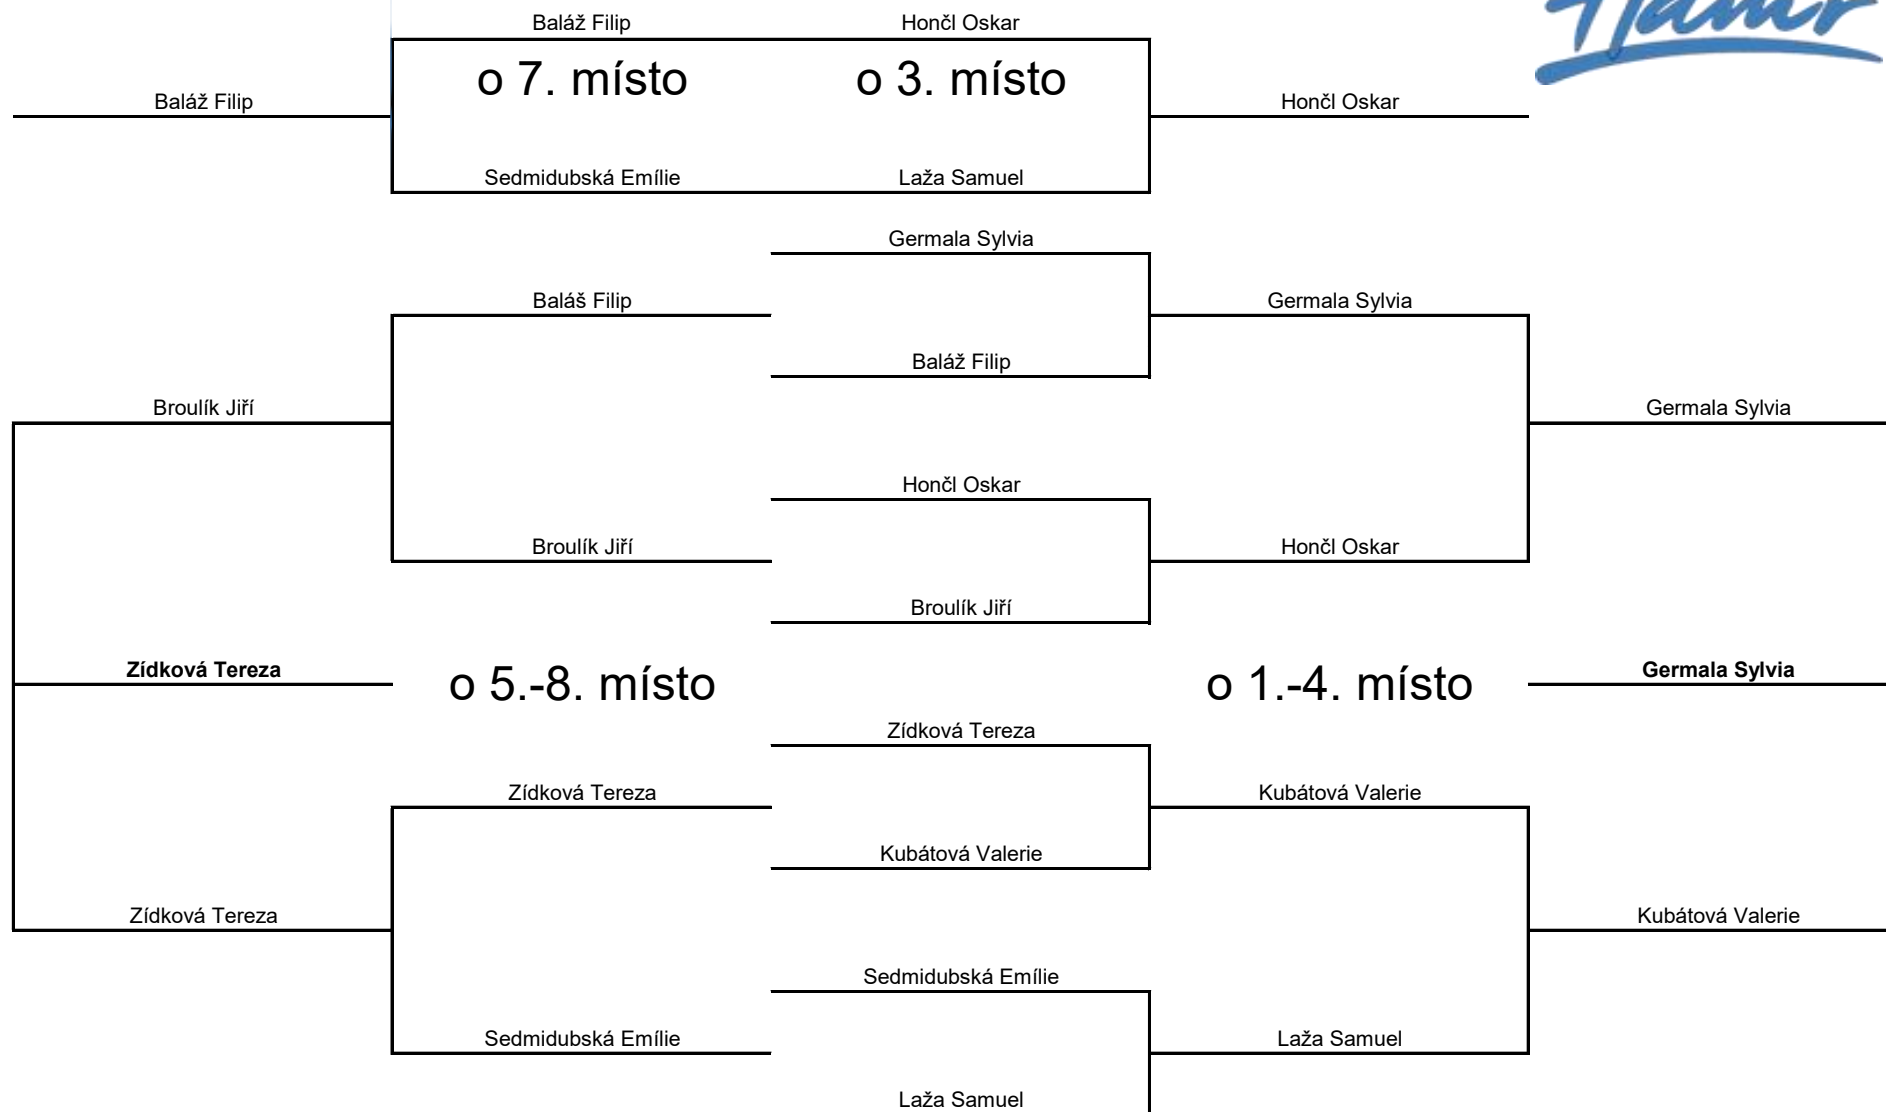 Baláž Filip Hončl Oskar
Hamr
o 7. místo o 3. místo
Baláž Filip Hončl Oskar
Sedmidubská Emílie Laža Samuel
Germala Sylvia
Baláš Filip Germala Sylvia
Baláž Filip
Broulík Jiří Germala Sylvia
Hončl Oskar
Broulík Jiří Hončl Oskar
Broulík Jiří
Zídková Tereza o 5.-8. místo o 1.-4. místo Germala Sylvia
Zídková Tereza
Zídková Tereza Kubátová Valerie
Kubátová Valerie
Zídková Tereza Kubátová Valerie
Sedmidubská Emílie
Sedmidubská Emílie Laža Samuel
Laža Samuel